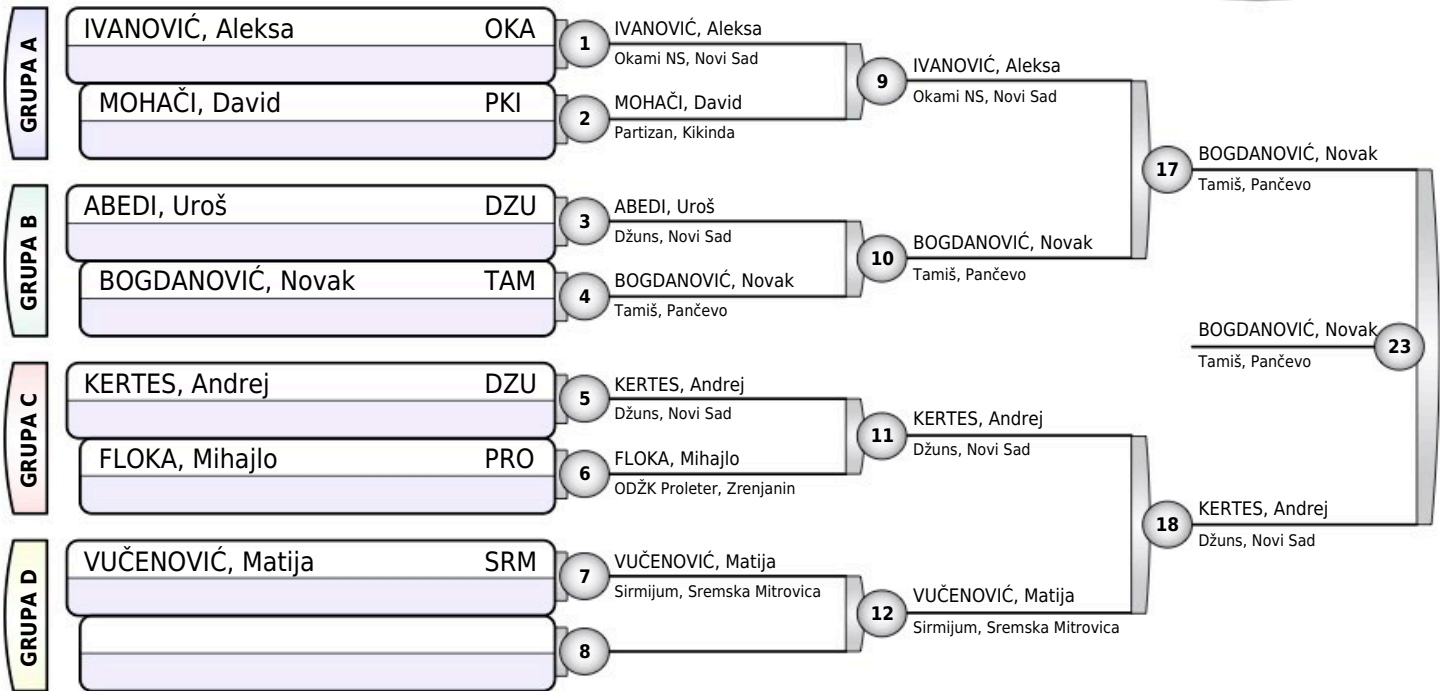 GRUPA A
IVANOVIĆ, Aleksa OKA
MOHAČI, David PKI
1
IVANOVIĆ, Aleksa
Okami NS, Novi Sad
2
MOHAČI, David
Partizan, Kikinda
9
IVANOVIĆ, Aleksa
Okami NS, Novi Sad
GRUPA B
ABEDI, Uroš DZU
BOGDANOVIĆ, Novak TAM
3
ABEDI, Uroš
Džuns, Novi Sad
4
BOGDANOVIĆ, Novak
Tamiš, Pančevo
10
BOGDANOVIĆ, Novak
Tamiš, Pančevo
17
BOGDANOVIĆ, Novak
Tamiš, Pančevo
GRUPA C
KERTES, Andrej DZU
FLOKA, Mihajlo PRO
5
KERTES, Andrej
Džuns, Novi Sad
6
FLOKA, Mihajlo
ODŽK Proleter, Zrenjanin
11
KERTES, Andrej
Džuns, Novi Sad
GRUPA D
VUČENOVIĆ, Matija SRM
7
VUČENOVIĆ, Matija
Sirmijum, Sremska Mitrovica
8
12
VUČENOVIĆ, Matija
Sirmijum, Sremska Mitrovica
18
KERTES, Andrej
Džuns, Novi Sad
BOGDANOVIĆ, Novak
Tamiš, Pančevo
23